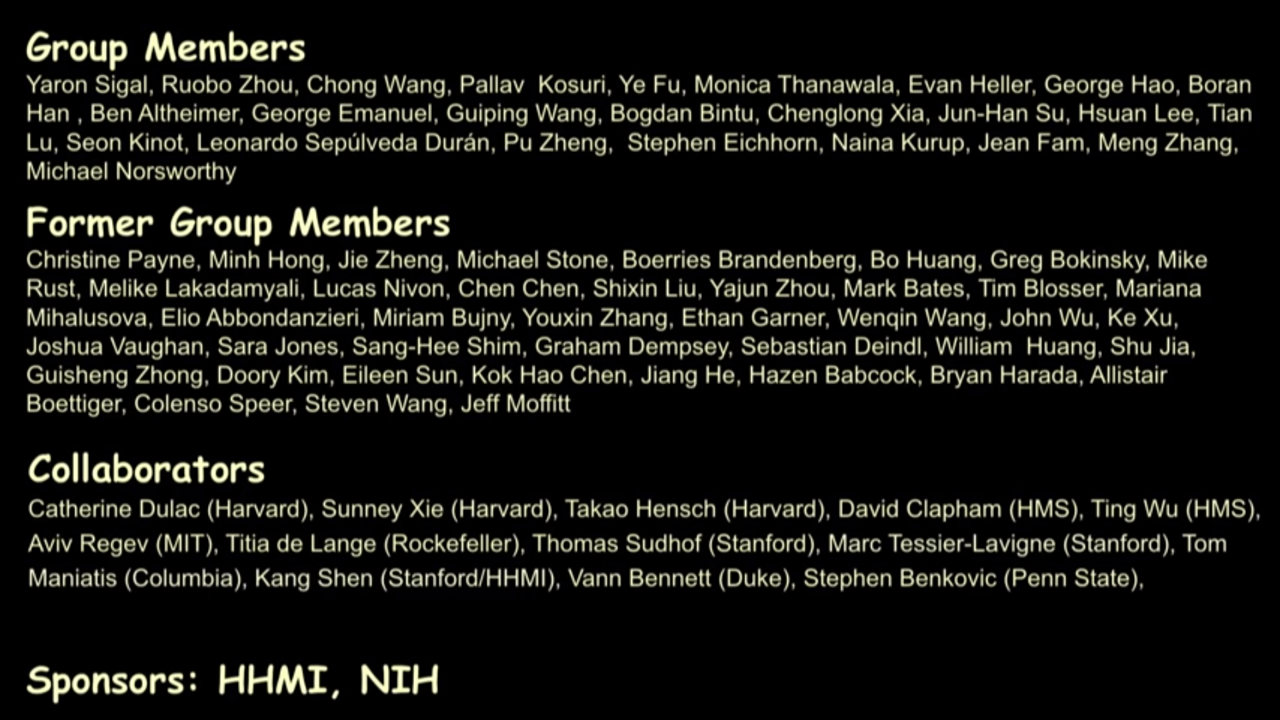 Group Members
Yaron Sigal, Ruobo Zhou, Chong Wang, Pallav  Kosuri, Ye Fu, Monica Thanawala, Evan Heller, George Hao, Boran
Han , Ben Altheimer, George Emanuel, Guiping Wang, Bogdan Bintu, Chenglong Xia, Jun-Han Su, Hsuan Lee, Tian
Lu, Seon Kinot, Leonardo Sepúlveda Durán, Pu Zheng,  Stephen Eichhorn, Naina Kurup, Jean Fam, Meng Zhang,
Michael Norsworthy
Former Group Members
Christine Payne, Minh Hong, Jie Zheng, Michael Stone, Boerries Brandenberg, Bo Huang, Greg Bokinsky, Mike
Rust, Melike Lakadamyali, Lucas Nivon, Chen Chen, Shixin Liu, Yajun Zhou, Mark Bates, Tim Blosser, Mariana
Mihalusova, Elio Abbondanzieri, Miriam Bujny, Youxin Zhang, Ethan Garner, Wenqin Wang, John Wu, Ke Xu,
Joshua Vaughan, Sara Jones, Sang-Hee Shim, Graham Dempsey, Sebastian Deindl, William  Huang, Shu Jia,
Guisheng Zhong, Doory Kim, Eileen Sun, Kok Hao Chen, Jiang He, Hazen Babcock, Bryan Harada, Allistair
Boettiger, Colenso Speer, Steven Wang, Jeff Moffitt
Collaborators
Catherine Dulac (Harvard), Sunney Xie (Harvard), Takao Hensch (Harvard), David Clapham (HMS), Ting Wu (HMS),
Aviv Regev (MIT), Titia de Lange (Rockefeller), Thomas Sudhof (Stanford), Marc Tessier-Lavigne (Stanford), Tom
Maniatis (Columbia), Kang Shen (Stanford/HHMI), Vann Bennett (Duke), Stephen Benkovic (Penn State),
Sponsors: HHMI, NIH